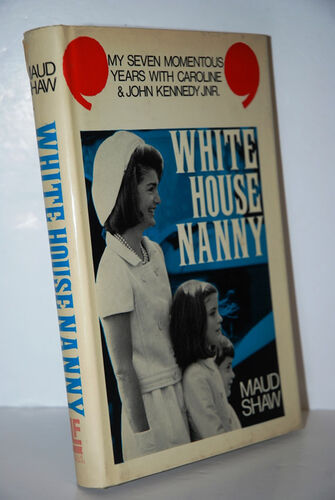 MY SEVEN MOMENTOUS
YEARS WITH CAROLINE
& JOHN KENNEDY JNR.
WHITE
HOUSE
NANNY
MAUD
SHAW
MAUD
SHAW
WHITE HOUSE NANNY